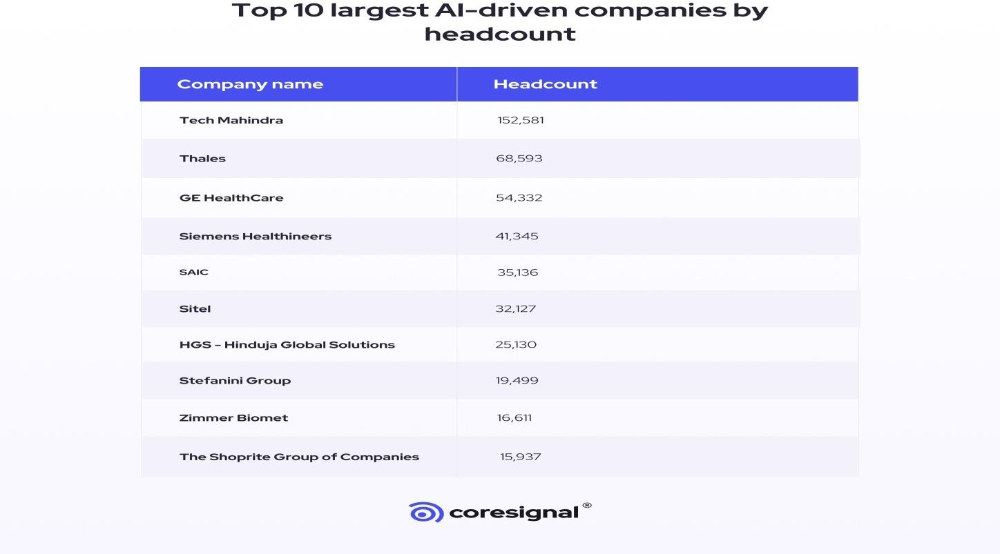 Top 10 largest AI-driven companies by
headcount
Company name Headcount
Tech Mahindra 152,581
Thales 68,593
GE HealthCare 54,332
Siemens Healthineers 41,345
SAIC 35,136
Sitel 32,127
HGS - Hinduja Global Solutions 25,130
Stefanini Group 19,499
Zimmer Biomet 16,611
The Shoprite Group of Companies 15,937
coresignal®